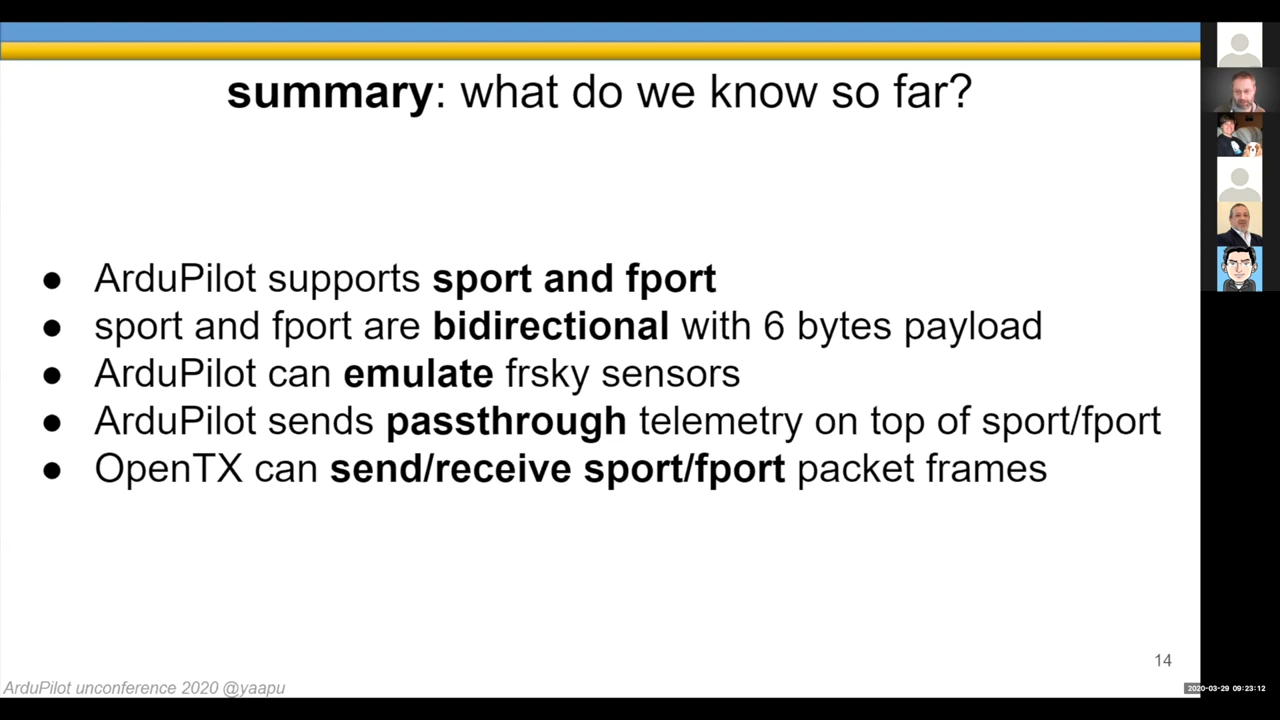 summary: what do we know so far?
● ArduPilot supports sport and fport
● sport and fport are bidirectional with 6 bytes payload
● ArduPilot can emulate frsky sensors
● ArduPilot sends passthrough telemetry on top of sport/fport
● OpenTX can send/receive sport/fport packet frames
14
ArduPilot unconference 2020 @yaapu
2020-03-29 09:23:12